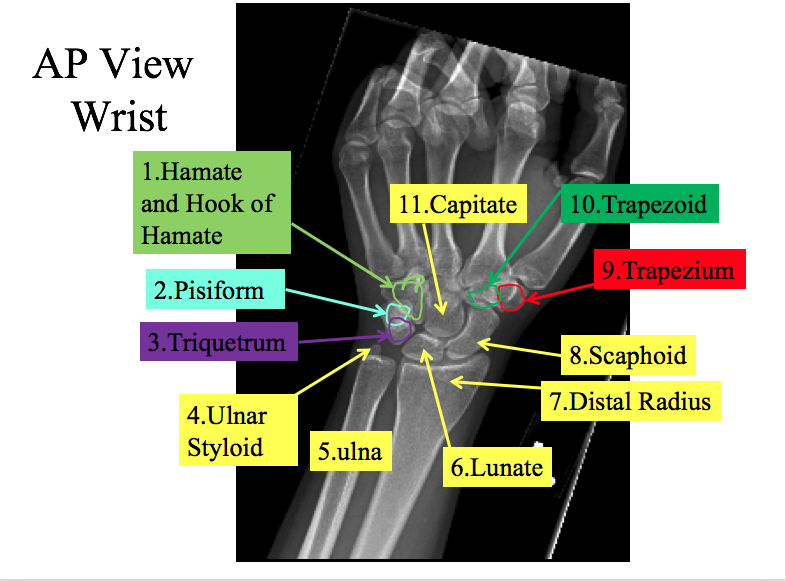 AP View
Wrist
1.Hamate
and Hook of
Hamate
11.Capitate
10.Trapezoid
9.Trapezium
2.Pisiform
3.Triquetrum
8.Scaphoid
7.Distal Radius
4.Ulnar
Styloid
5.ulna
6.Lunate